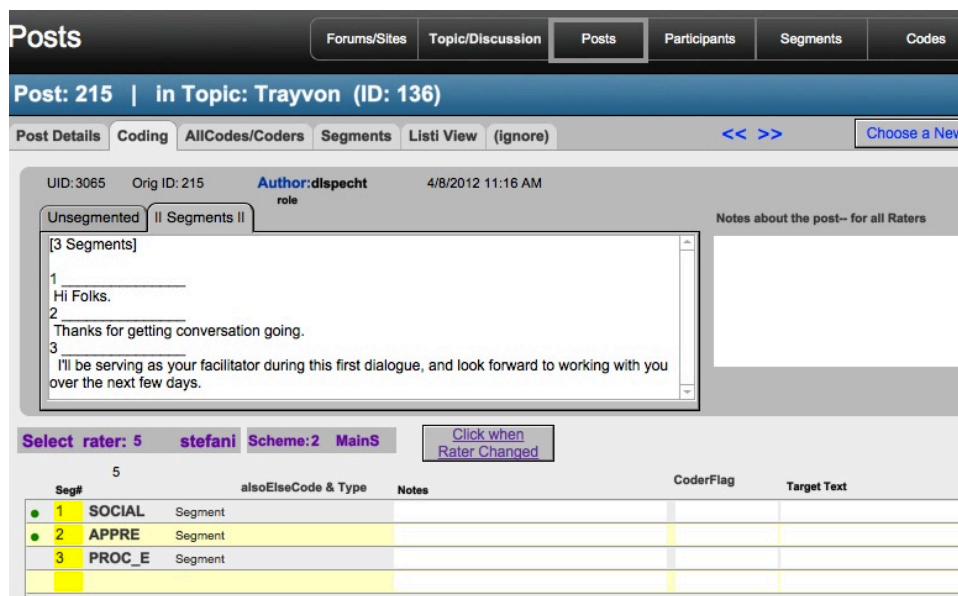 Posts
Forums/Sites Topic/Discussion Posts Participants Segments Codes
Post: 215 | in Topic: Trayvon (ID: 136)
Post Details Coding AllCodes/Coders Segments Listi View (ignore) << >> Choose a New
UID:3065 Orig ID:215 Author:dlspecht 4/8/2012 11:16 AM
role
Unsegmented II Segments II
Notes about the post-- for all Raters
[3 Segments]
1 _______________
Hi Folks.
2 _______________
Thanks for getting conversation going.
3 _______________
I'll be serving as your facilitator during this first dialogue, and look forward to working with you
over the next few days.
Select rater: 5 stefani Scheme:2 MainS Click when
Rater Changed
5
Seg# alsoElseCode & Type Notes CoderFlag Target Text
1 SOCIAL Segment
2 APPRE Segment
3 PROC_E Segment